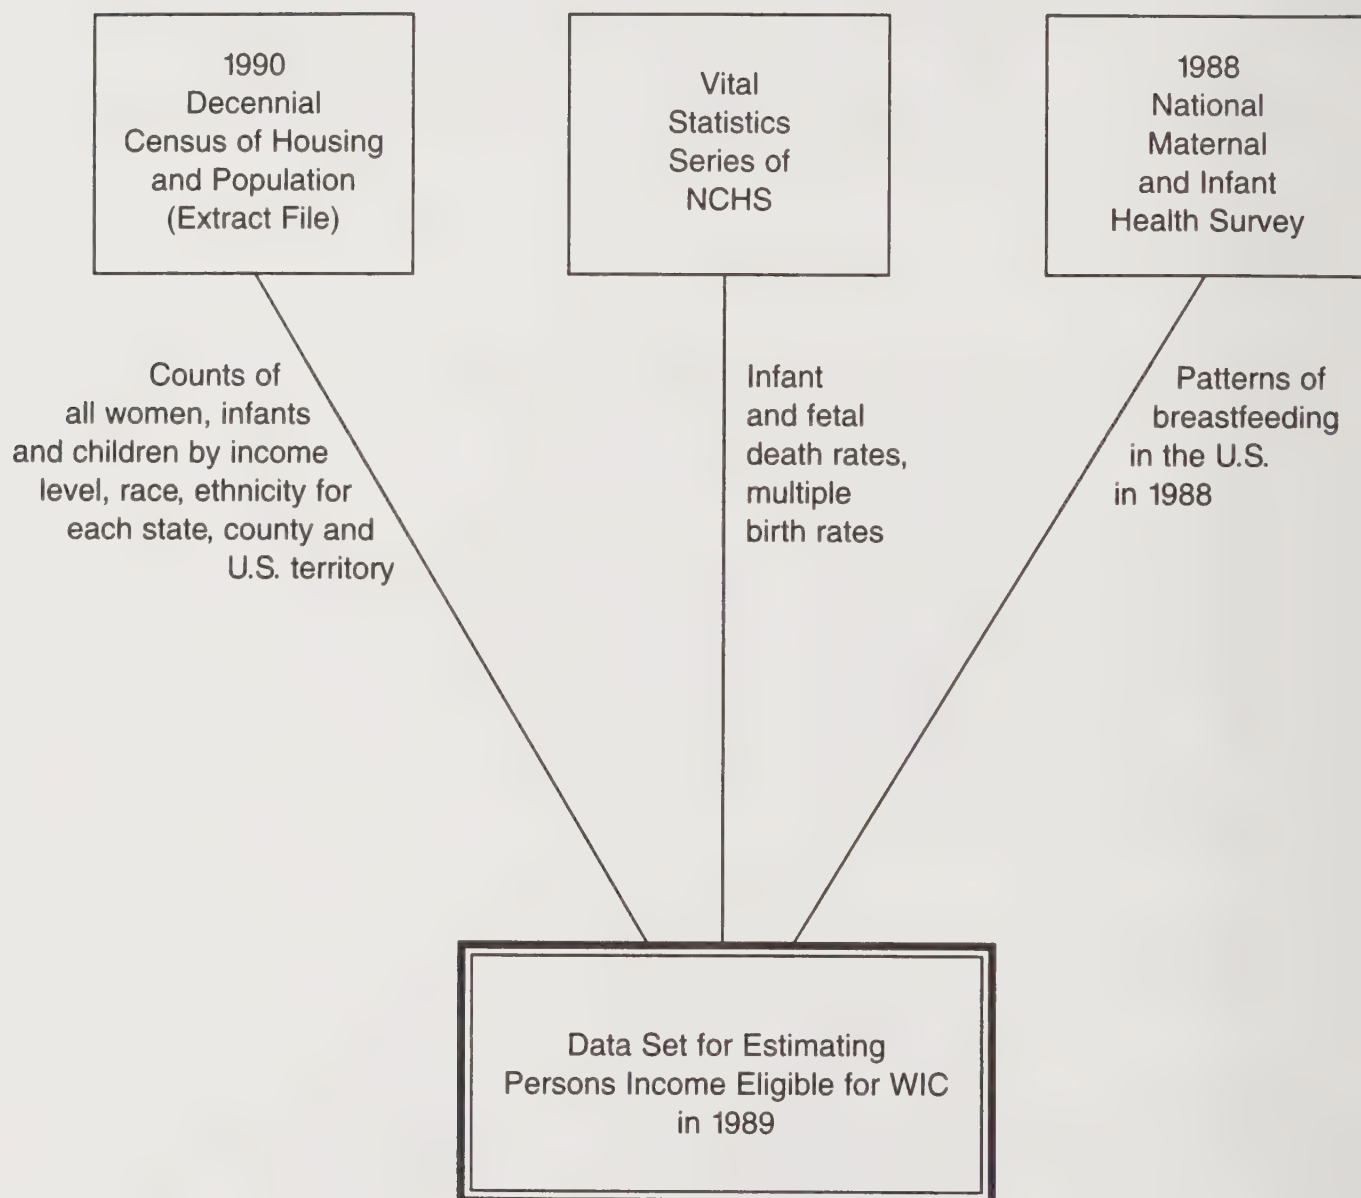 1990
Decennial
Census of Housing
and Population
(Extract File)
Vital
Statistics
Series of
NCHS
1988
National
Maternal
and Infant
Health Survey
Counts of
all women, infants
and children by income
level, race, ethnicity for
each state, county and
U.S. territory
Infant
and fetal
death rates,
multiple
birth rates
Patterns of
breastfeeding
in the U.S.
in 1988
Data Set for Estimating
Persons Income Eligible for WIC
in 1989